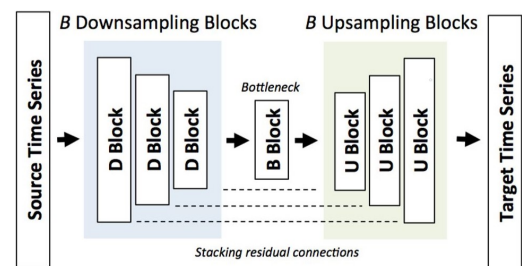 B Downsampling Blocks
B Upsampling Blocks
Source Time Series
D Block
D Block
D Block
Bottleneck
B Block
U Block
U Block
U Block
Target Time Series
Stacking residual connections